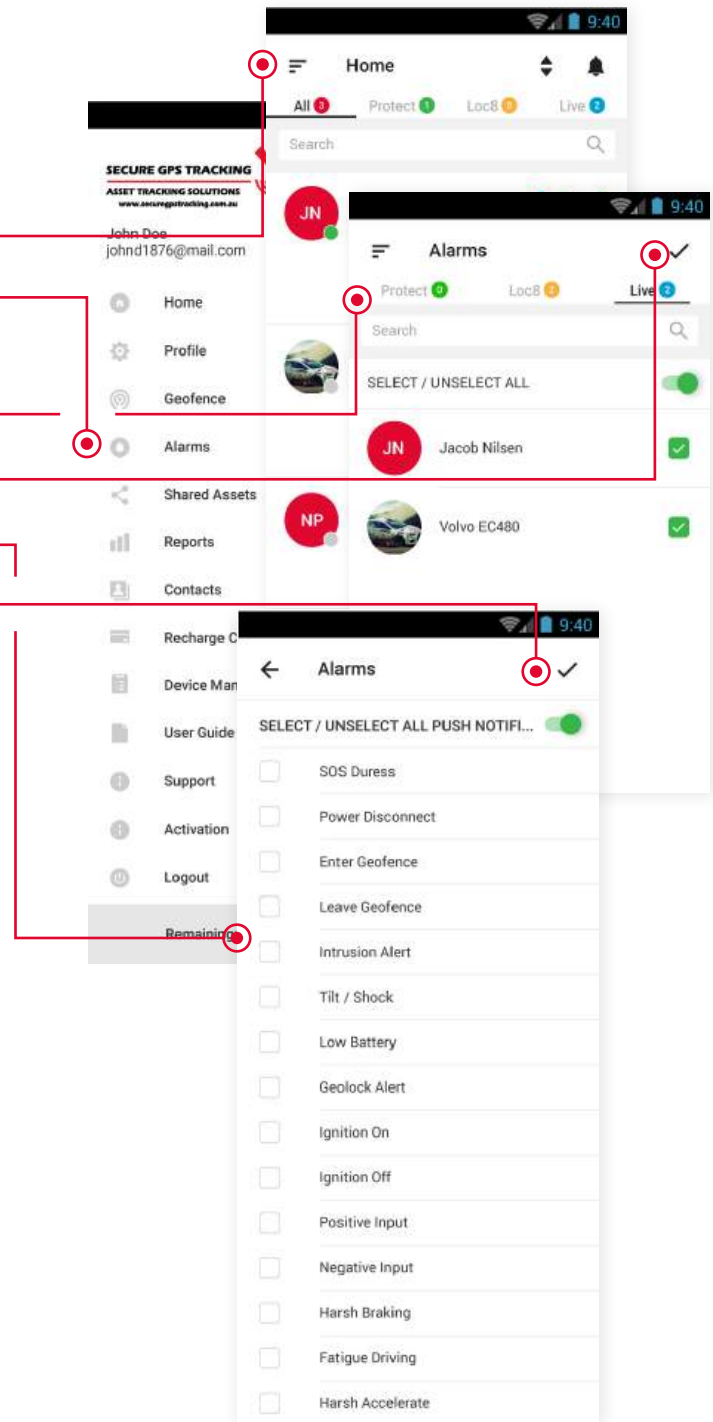 9:40
Home
All 3 Protect 1 Loc8 0 Live 2
Search
JN
NP
SECURE GPS TRACKING
ASSET TRACKING SOLUTIONS
www.securegpstracking.com.au
John Doe
johnd1876@mail.com
Home
Profile
Geofence
Alarms
Shared Assets
Reports
Contacts
Recharge C
Device Man
User Guide
Support
Activation
Logout
Remaining
9:40
Alarms
Protect 0 Loc8 Live 2
Search
SELECT / UNSELECT ALL
JN Jacob Nilsen
Volvo EC480
9:40
Alarms
SELECT / UNSELECT ALL PUSH NOTIFI...
SOS Duress
Power Disconnect
Enter Geofence
Leave Geofence
Intrusion Alert
Tilt / Shock
Low Battery
Geolock Alert
Ignition On
Ignition Off
Positive Input
Negative Input
Harsh Braking
Fatigue Driving
Harsh Accelerate